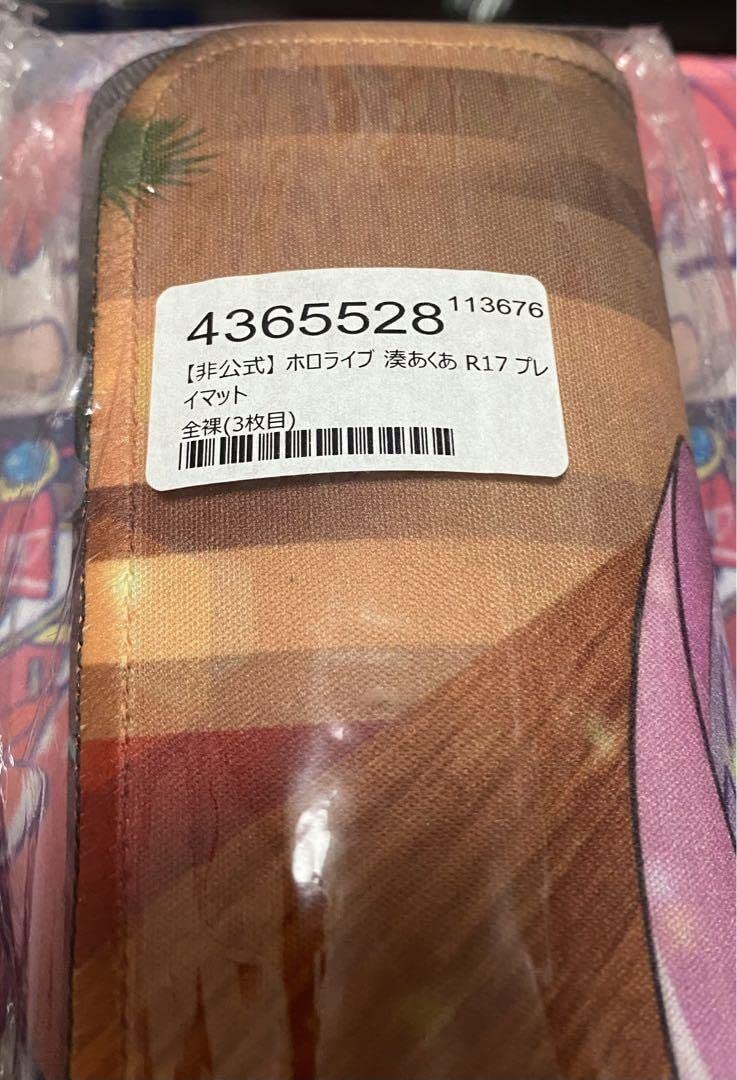 4365528 113676
【非公式】ホロライブ 湊あくあ R17 プレ
イマット
全裸(3枚目)